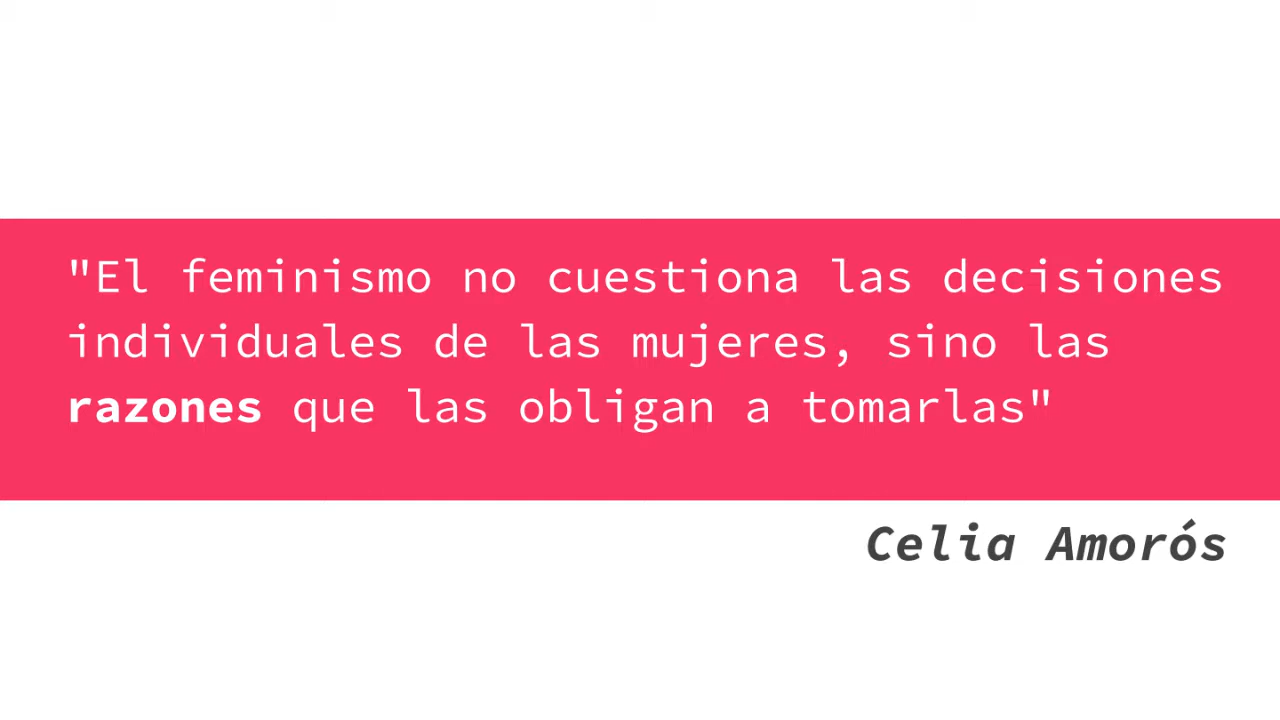 "El feminismo no cuestiona las decisiones
individuales de las mujeres, sino las
razones que las obligan a tomarlas"
Celia Amorós